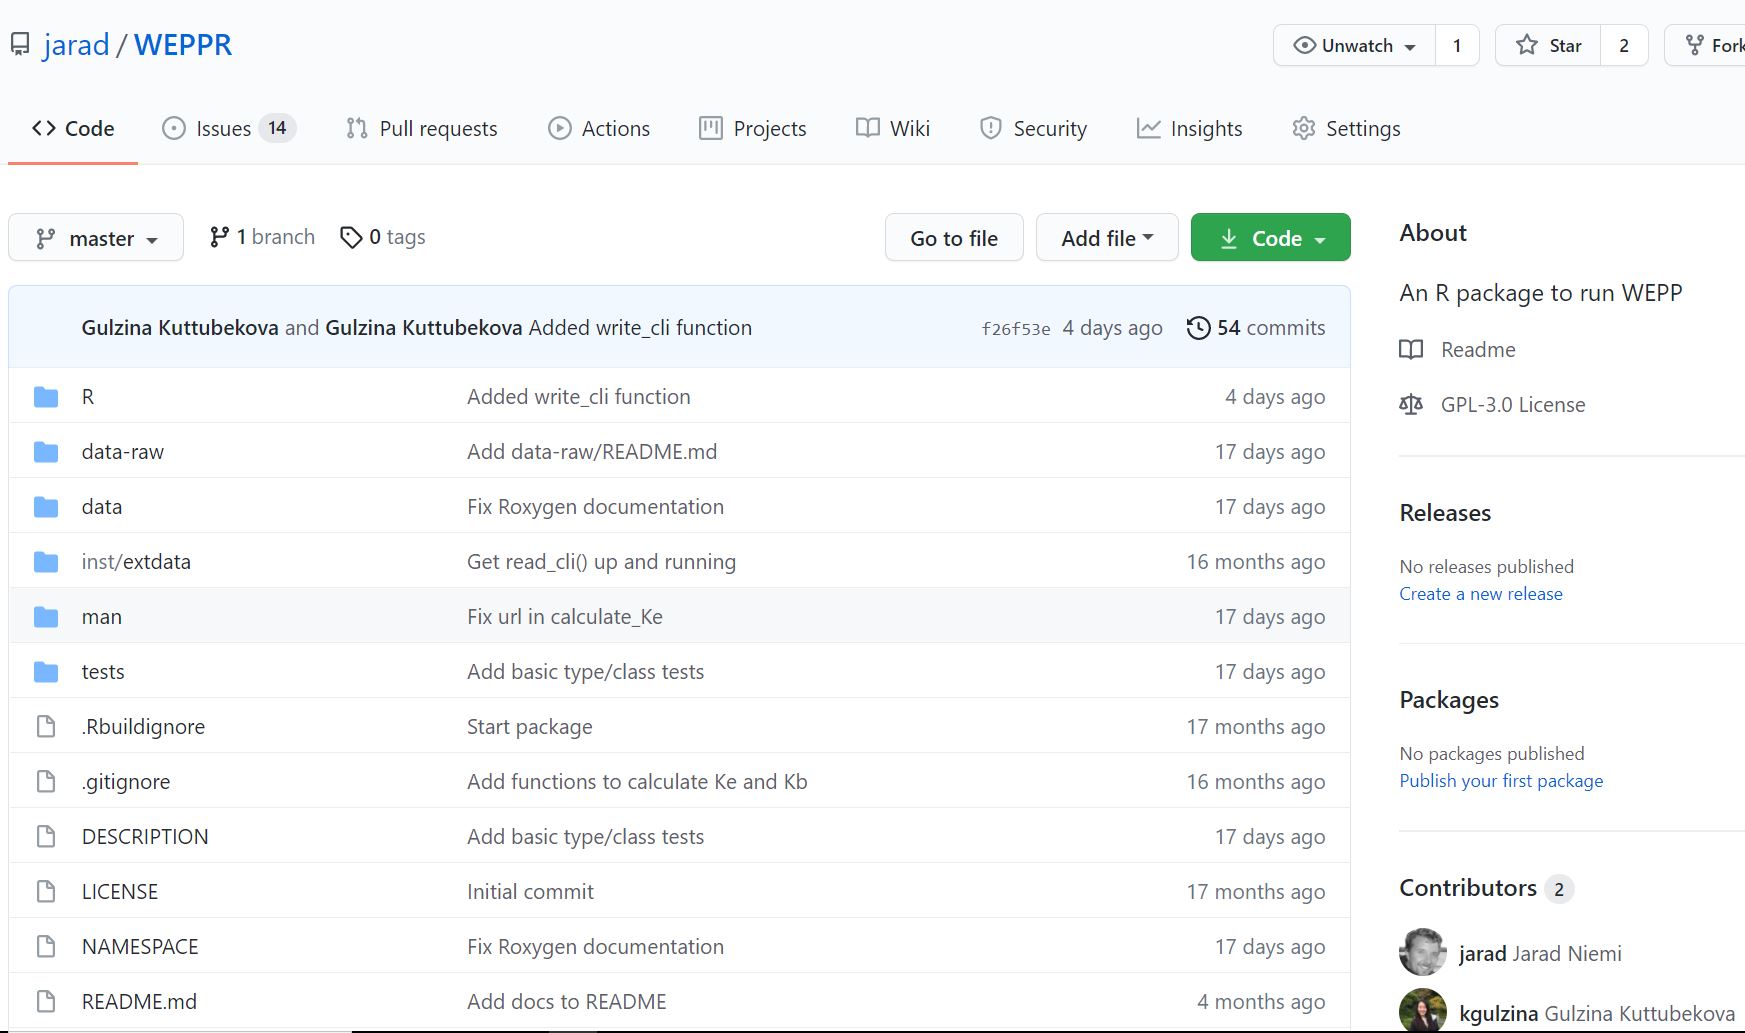 jarad / WEPPR
Unwatch 1 Star 2 Fork
Code Issues 14 Pull requests Actions Projects Wiki Security Insights Settings
master 1 branch 0 tags Go to file Add file Code
Gulzina Kuttubekova and Gulzina Kuttubekova Added write_cli function f26f53e 4 days ago 54 commits
R Added write_cli function 4 days ago
data-raw Add data-raw/README.md 17 days ago
data Fix Roxygen documentation 17 days ago
inst/extdata Get read_cli() up and running 16 months ago
man Fix url in calculate_Ke 17 days ago
tests Add basic type/class tests 17 days ago
.Rbuildignore Start package 17 months ago
.gitignore Add functions to calculate Ke and Kb 16 months ago
DESCRIPTION Add basic type/class tests 17 days ago
LICENSE Initial commit 17 months ago
NAMESPACE Fix Roxygen documentation 17 days ago
README.md Add docs to README 4 months ago
About
An R package to run WEPP
Readme
GPL-3.0 License
Releases
No releases published
Create a new release
Packages
No packages published
Publish your first package
Contributors 2
jarad Jarad Niemi
kgulzina Gulzina Kuttubekova